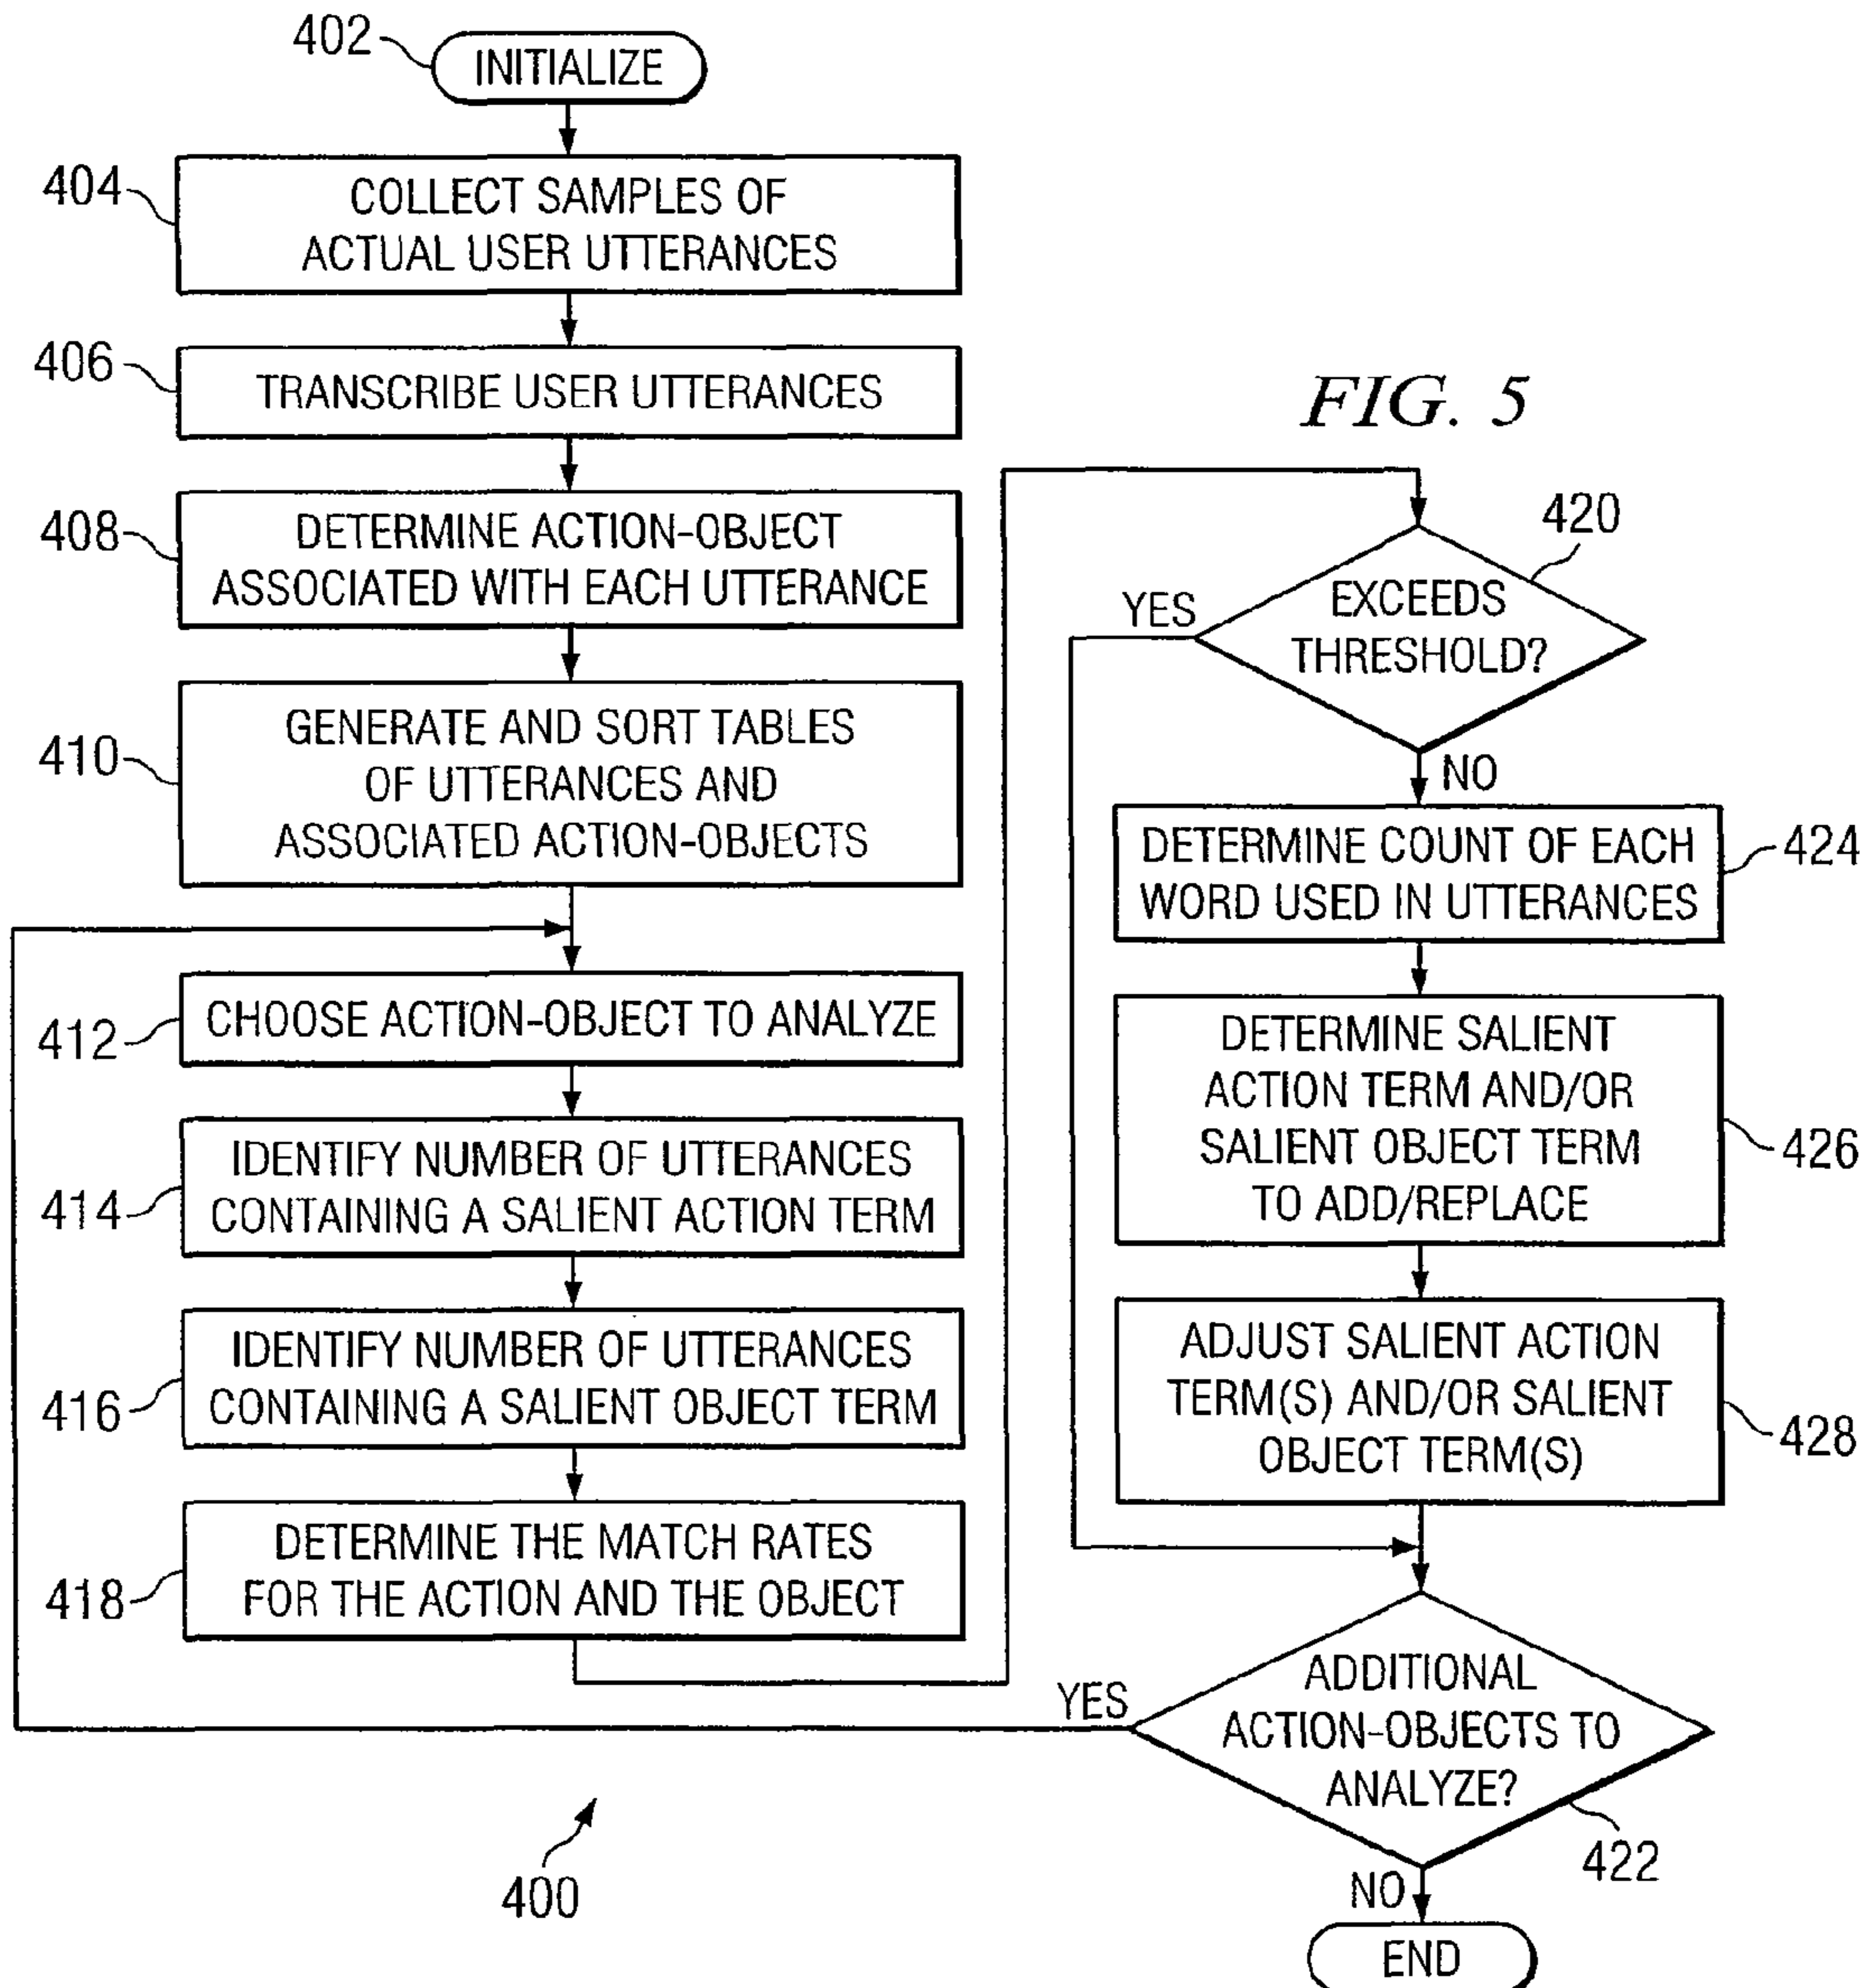 402
INITIALIZE
404
COLLECT SAMPLES OF
ACTUAL USER UTTERANCES
406
TRANSCRIBE USER UTTERANCES
408
DETERMINE ACTION-OBJECT
ASSOCIATED WITH EACH UTTERANCE
410
GENERATE AND SORT TABLES
OF UTTERANCES AND
ASSOCIATED ACTION-OBJECTS
412
CHOOSE ACTION-OBJECT TO ANALYZE
414
IDENTIFY NUMBER OF UTTERANCES
CONTAINING A SALIENT ACTION TERM
416
IDENTIFY NUMBER OF UTTERANCES
CONTAINING A SALIENT OBJECT TERM
418
DETERMINE THE MATCH RATES
FOR THE ACTION AND THE OBJECT
400
FIG. 5
420
EXCEEDS
THRESHOLD?
YES
NO
DETERMINE COUNT OF EACH
WORD USED IN UTTERANCES
424
DETERMINE SALIENT
ACTION TERM AND/OR
SALIENT OBJECT TERM
TO ADD/REPLACE
426
ADJUST SALIENT ACTION
TERM(S) AND/OR SALIENT
OBJECT TERM(S)
428
YES
ADDITIONAL
ACTION-OBJECTS TO
ANALYZE?
422
NO
END